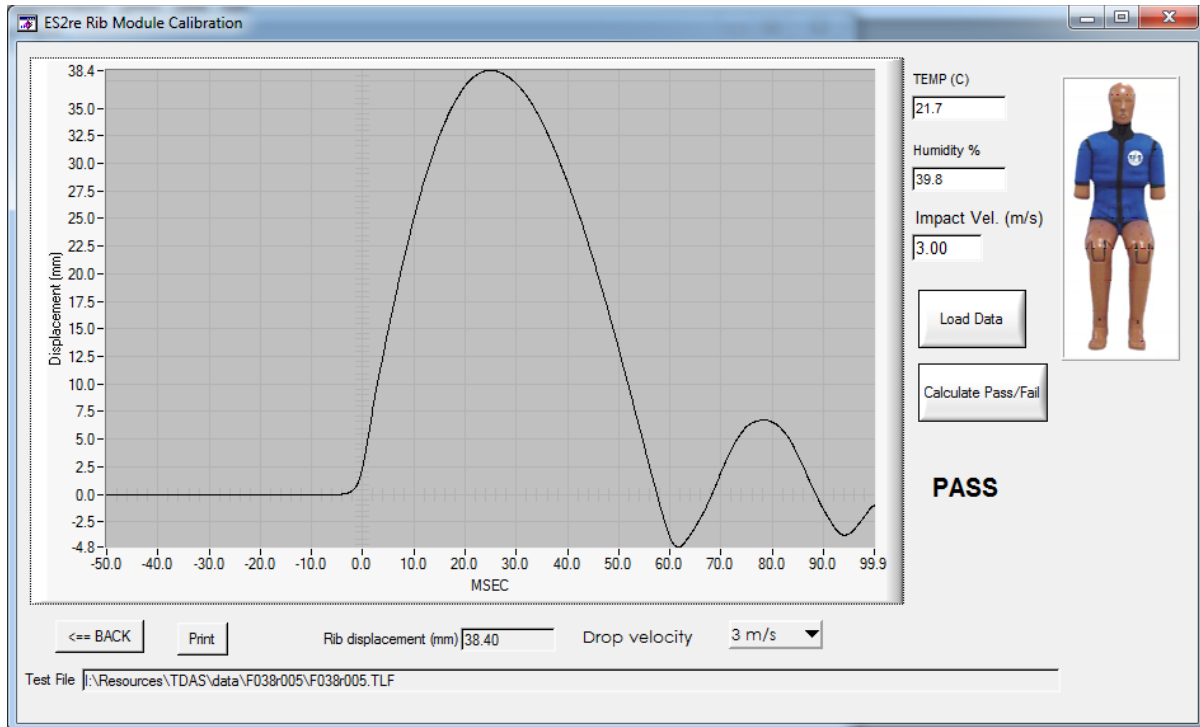 ES2re Rib Module Calibration
38.4
35.0
32.5
30.0
27.5
25.0
22.5
20.0
17.5
15.0
12.5
10.0
7.5
5.0
2.5
0.0
-2.5
-4.8
Displacement (mm)
-50.0 -40.0 -30.0 -20.0 -10.0 0.0 10.0 20.0 30.0 40.0 50.0 60.0 70.0 80.0 90.0 99.9
MSEC
TEMP (C)
21.7
Humidity %
39.8
Impact Vel. (m/s)
3.00
Load Data
Calculate Pass/Fail
PASS
<== BACK Print Rib displacement (mm) 38.40 Drop velocity 3 m/s
Test File I:\Resources\TDAS\data\F038r005\F038r005.TLF